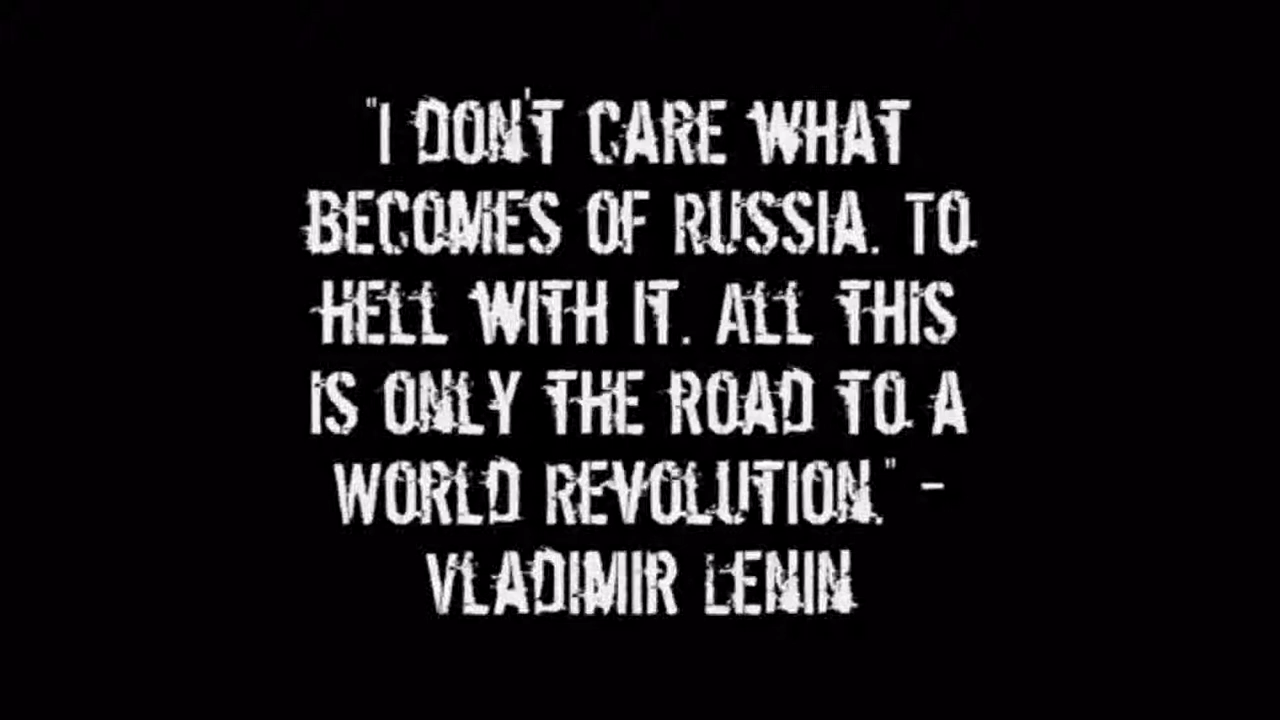 "I DON'T CARE WHAT
BECOMES OF RUSSIA. TO
HELL WITH IT. ALL THIS
IS ONLY THE ROAD TO A
WORLD REVOLUTION." -
VLADIMIR LENIN